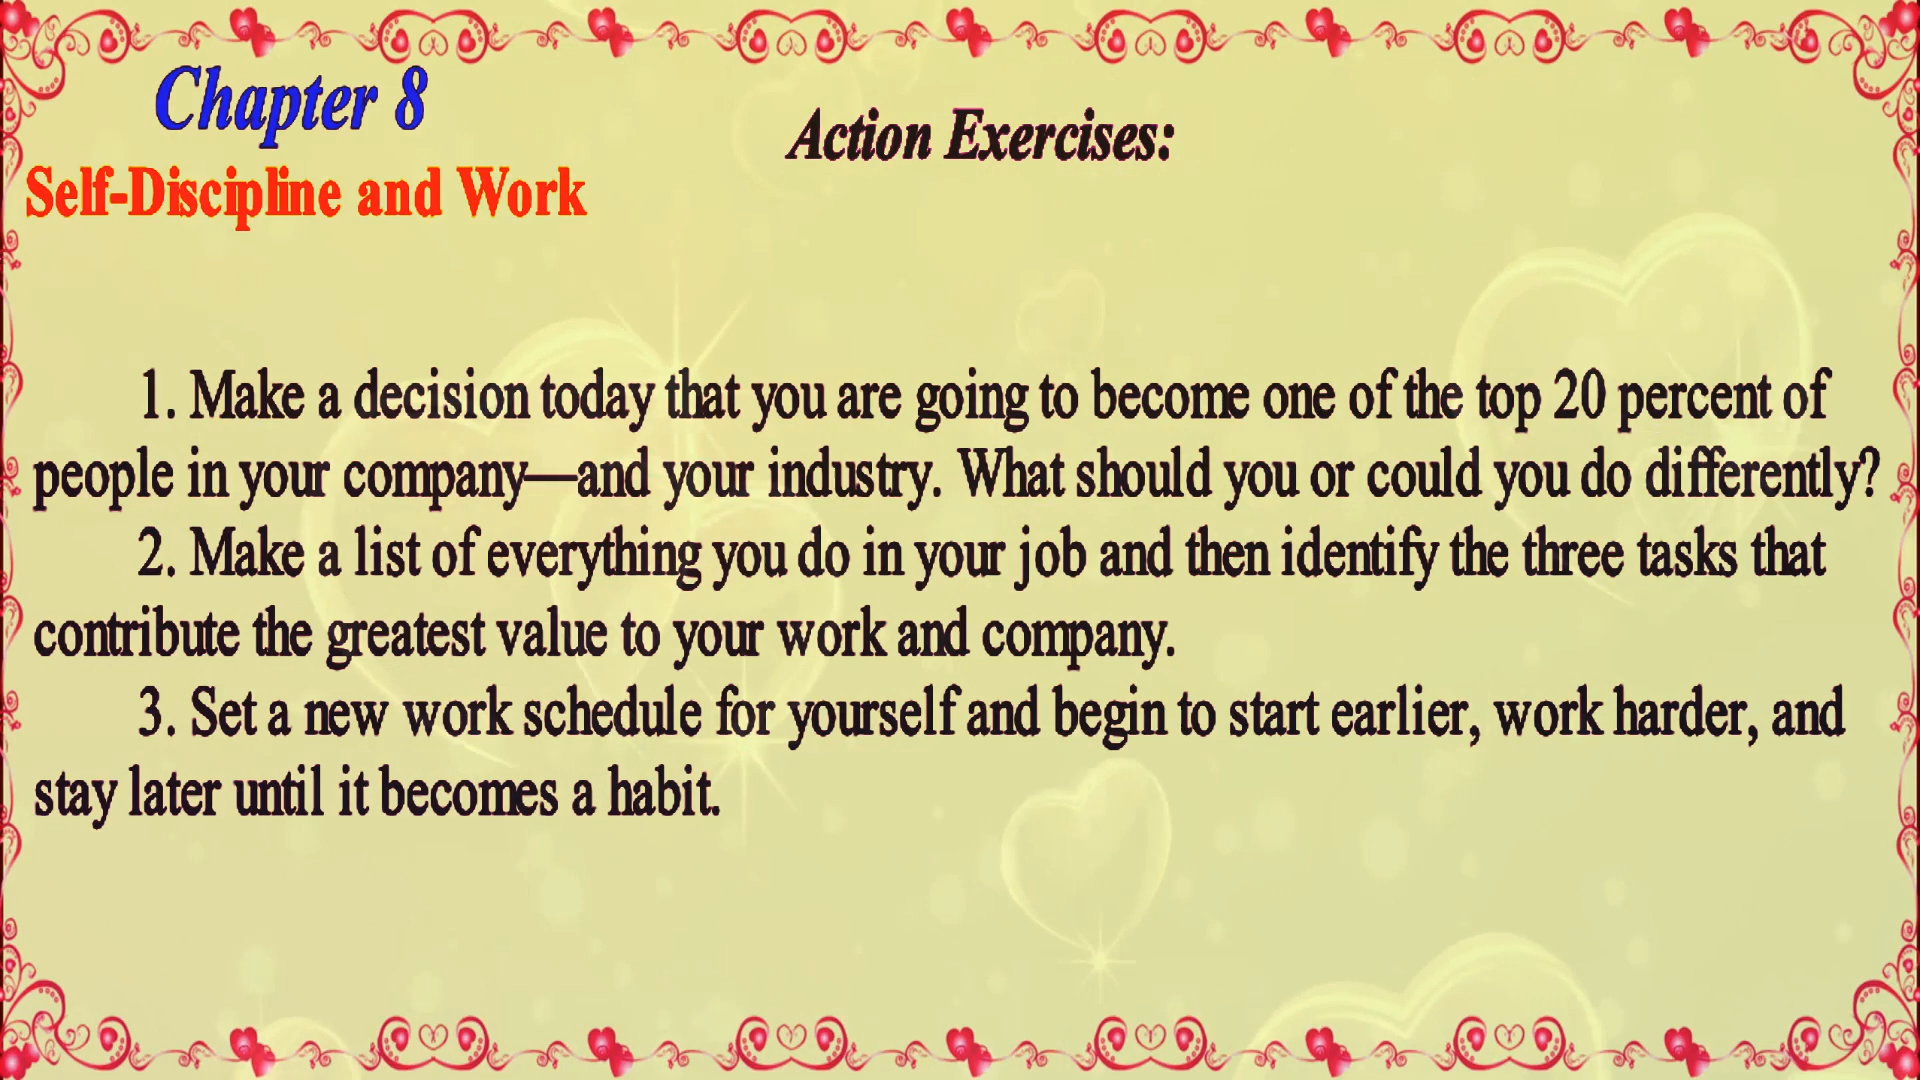 Chapter 8
Self-Discipline and Work
Action Exercises:
1. Make a decision today that you are going to become one of the top 20 percent of
people in your company—and your industry. What should you or could you do differently?
2. Make a list of everything you do in your job and then identify the three tasks that
contribute the greatest value to your work and company.
3. Set a new work schedule for yourself and begin to start earlier, work harder, and
stay later until it becomes a habit.